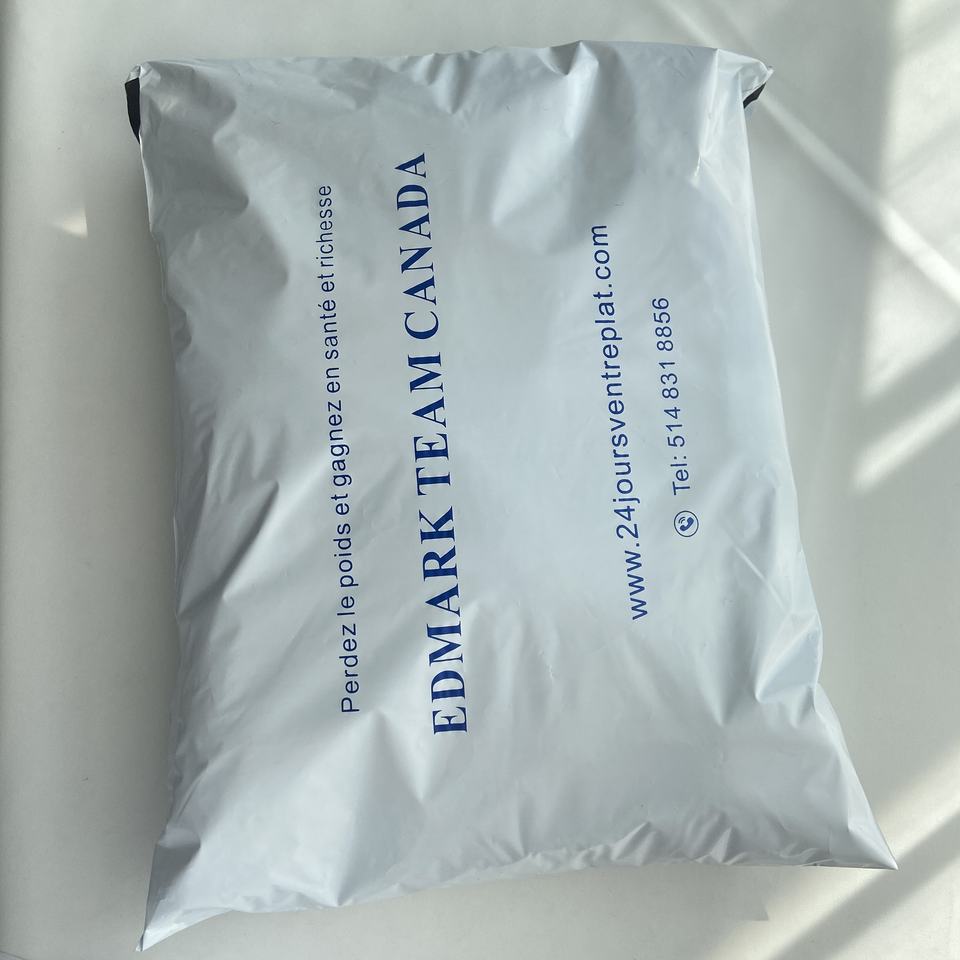 Perdez le poids et gagnez en santé et richesse
EDMARK TEAM CANADA
www.24joursventreplat.com
Tel: 514 831 8856